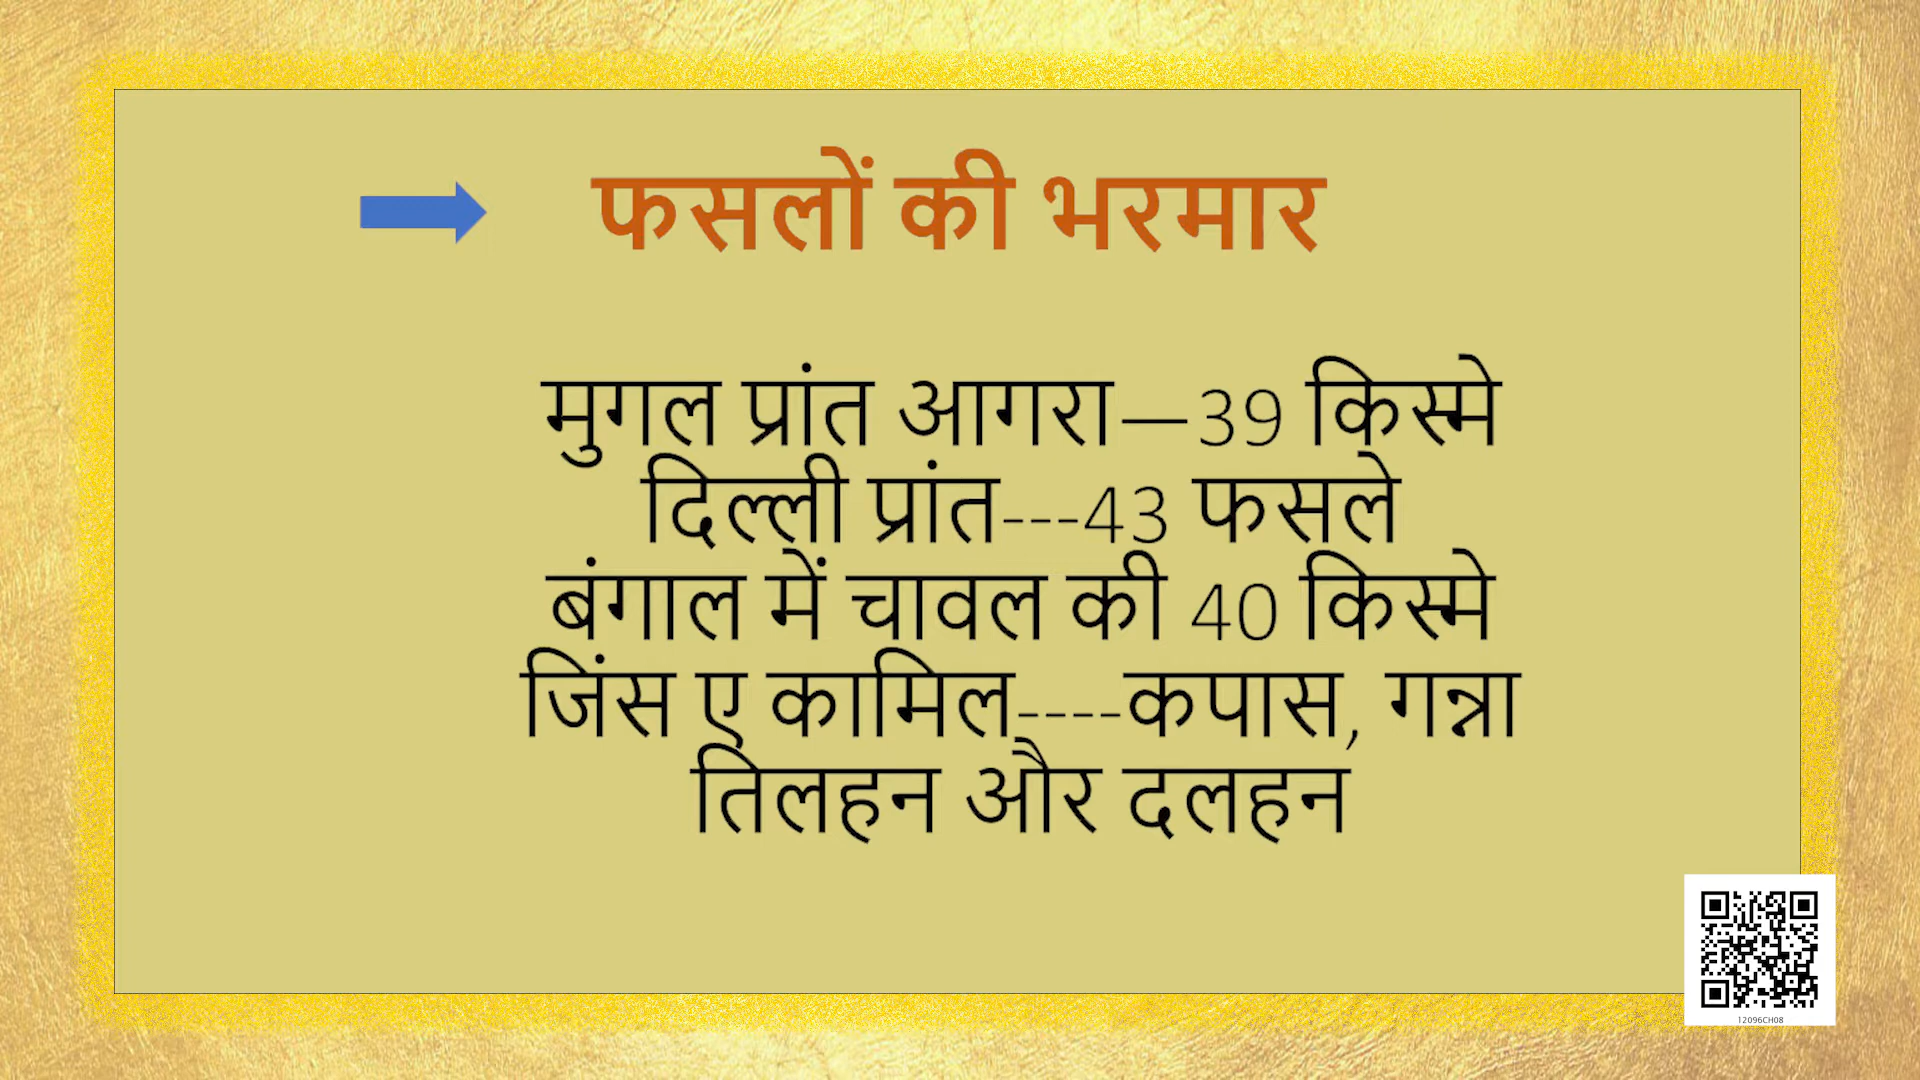 फसलों की भरमार
मुगल प्रांत आगरा—39 किस्मे
दिल्ली प्रांत---43 फसले
बंगाल में चावल की 40 किस्मे
जिंस ए कामिल----कपास, गन्ना
तिलहन और दलहन
12096CH08